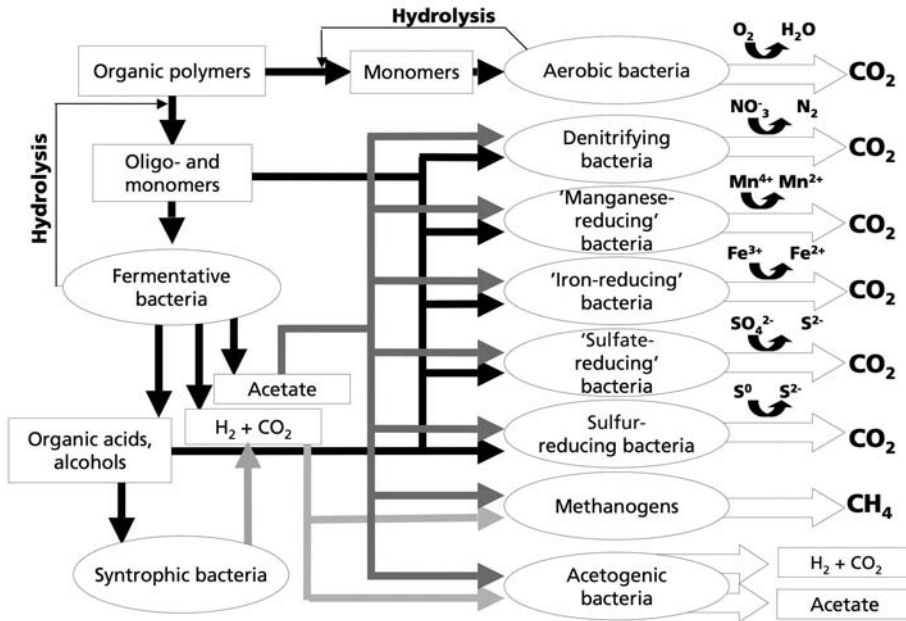 Hydrolysis
O₂ H₂O
Organic polymers
Monomers
Aerobic bacteria
CO₂
NO⁻₃ N₂
Hydrolysis
Oligo- and
monomers
Denitrifying
bacteria
CO₂
Mn⁴⁺ Mn²⁺
'Manganese-
reducing'
bacteria
CO₂
Fermentative
bacteria
Fe³⁺ Fe²⁺
'Iron-reducing'
bacteria
CO₂
SO₄²⁻ S²⁻
'Sulfate-
reducing'
bacteria
CO₂
Acetate
S⁰ S²⁻
H₂ + CO₂
Organic acids,
alcohols
Sulfur-
reducing bacteria
CO₂
Methanogens
CH₄
Syntrophic bacteria
Acetogenic
bacteria
H₂ + CO₂
Acetate